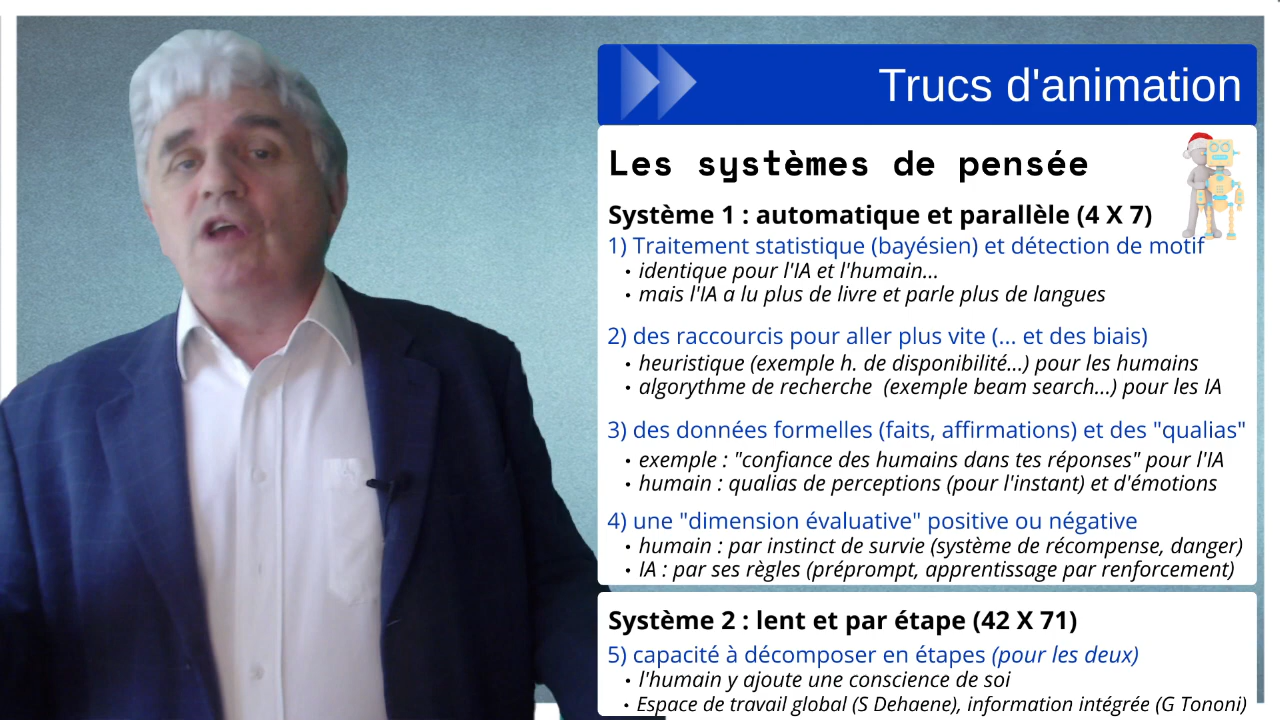 Trucs d'animation
Les systèmes de pensée
Système 1 : automatique et parallèle (4 X 7)
1) Traitement statistique (bayésien) et détection de motif
• identique pour l'IA et l'humain...
• mais l'IA a lu plus de livre et parle plus de langues
2) des raccourcis pour aller plus vite (... et des biais)
• heuristique (exemple h. de disponibilité...) pour les humains
• algorythme de recherche (exemple beam search...) pour les IA
3) des données formelles (faits, affirmations) et des "qualias"
• exemple : "confiance des humains dans tes réponses" pour l'IA
• humain : qualias de perceptions (pour l'instant) et d'émotions
4) une "dimension évaluative" positive ou négative
• humain : par instinct de survie (système de récompense, danger)
• IA : par ses règles (préprompt, apprentissage par renforcement)
Système 2 : lent et par étape (42 X 71)
5) capacité à décomposer en étapes (pour les deux)
• l'humain y ajoute une conscience de soi
• Espace de travail global (S Dehaene), information intégrée (G Tononi)